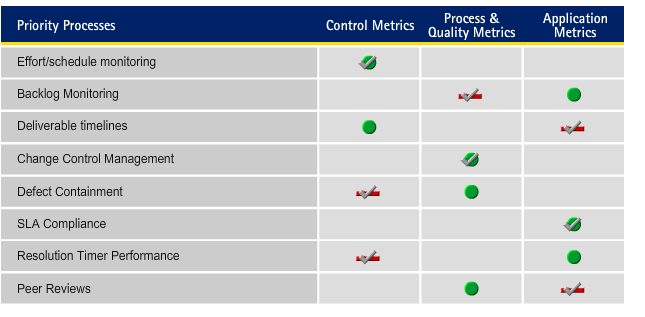 Priority Processes
Control Metrics
Process &
Quality Metrics
Application
Metrics
Effort/schedule monitoring
Backlog Monitoring
Deliverable timelines
Change Control Management
Defect Containment
SLA Compliance
Resolution Timer Performance
Peer Reviews